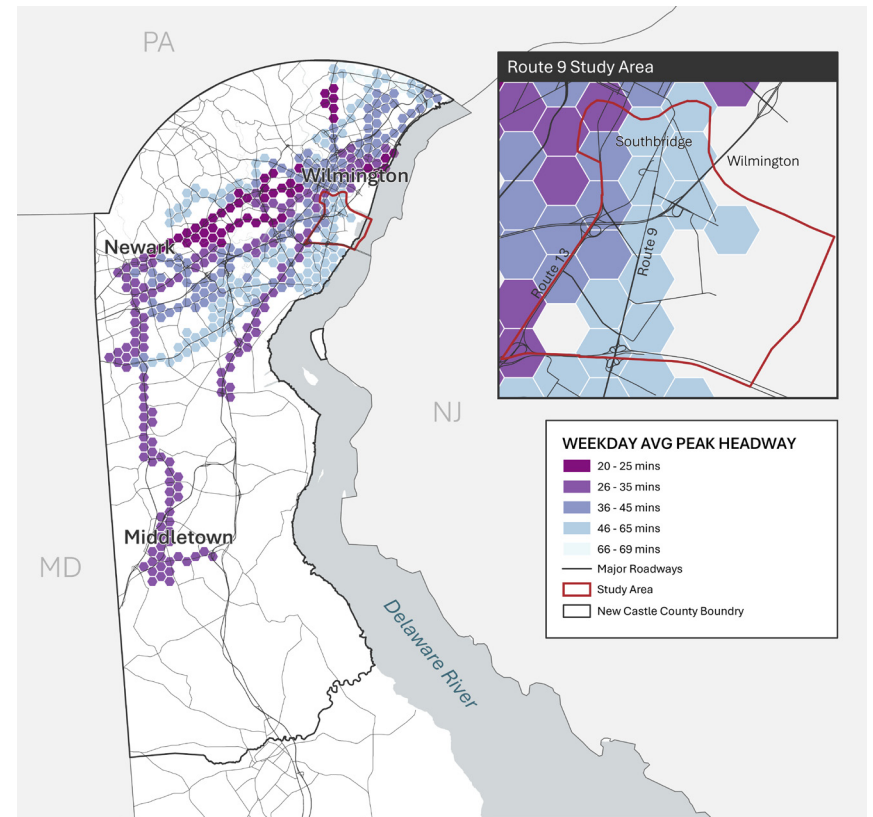 PA
Route 9 Study Area
Southbridge
Wilmington
Route 9
Route 13
Wilmington
Newark
NJ
WEEKDAY AVG PEAK HEADWAY
20 - 25 mins
26 - 35 mins
36 - 45 mins
46 - 65 mins
66 - 69 mins
Major Roadways
Study Area
New Castle County Boundry
Middletown
MD
Delaware River